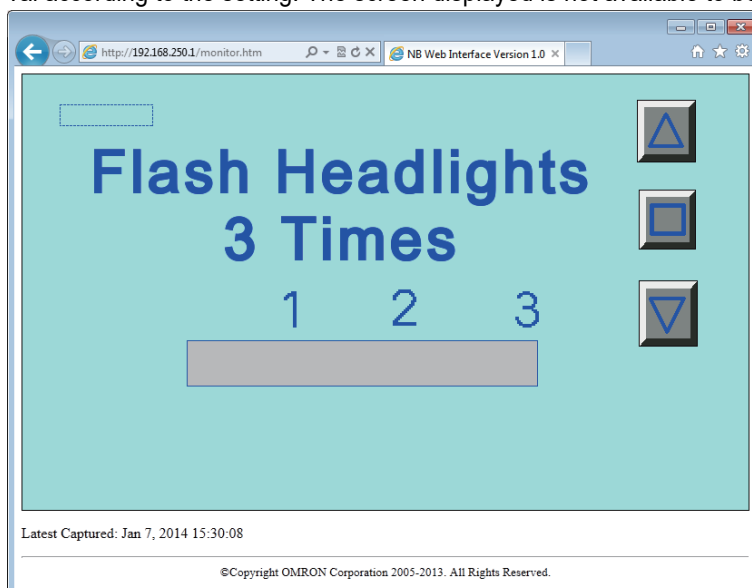 http://192.168.250.1/monitor.htm
NB Web Interface Version 1.0
Flash Headlights
3 Times
1 2 3
Latest Captured: Jan 7, 2014 15:30:08
©Copyright OMRON Corporation 2005-2013. All Rights Reserved.